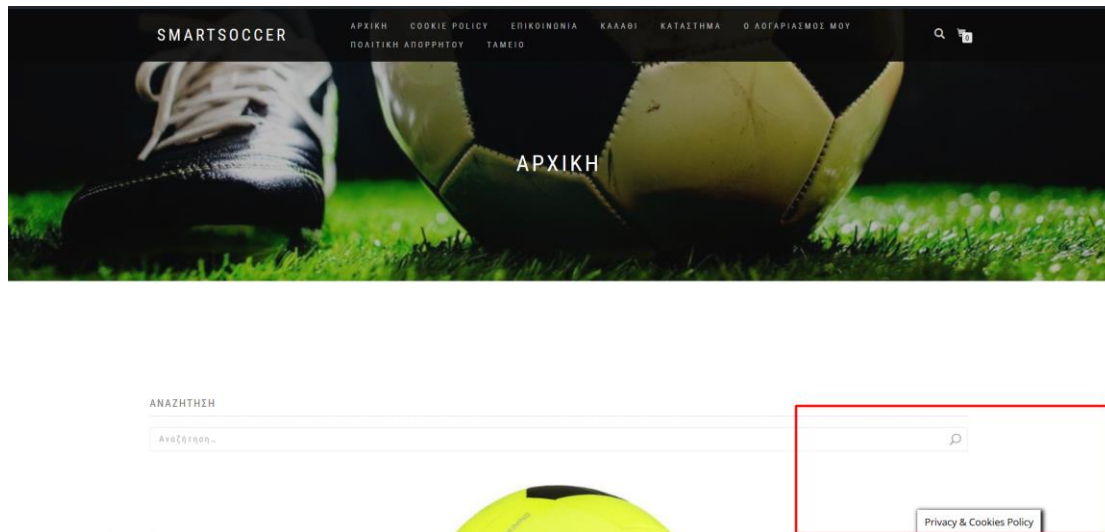 SMARTSOCCER
ΑΡΧΙΚΗ COOKIE POLICY ΕΠΙΚΟΙΝΩΝΙΑ ΚΑΛΑΘΙ ΚΑΤΑΣΤΗΜΑ Ο ΛΟΓΑΡΙΑΣΜΟΣ ΜΟΥ
ΠΟΛΙΤΙΚΗ ΑΠΟΡΡΗΤΟΥ ΤΑΜΕΙΟ
0
ΑΡΧΙΚΗ
ΑΝΑΖΗΤΗΣΗ
Αναζήτηση…
Privacy & Cookies Policy